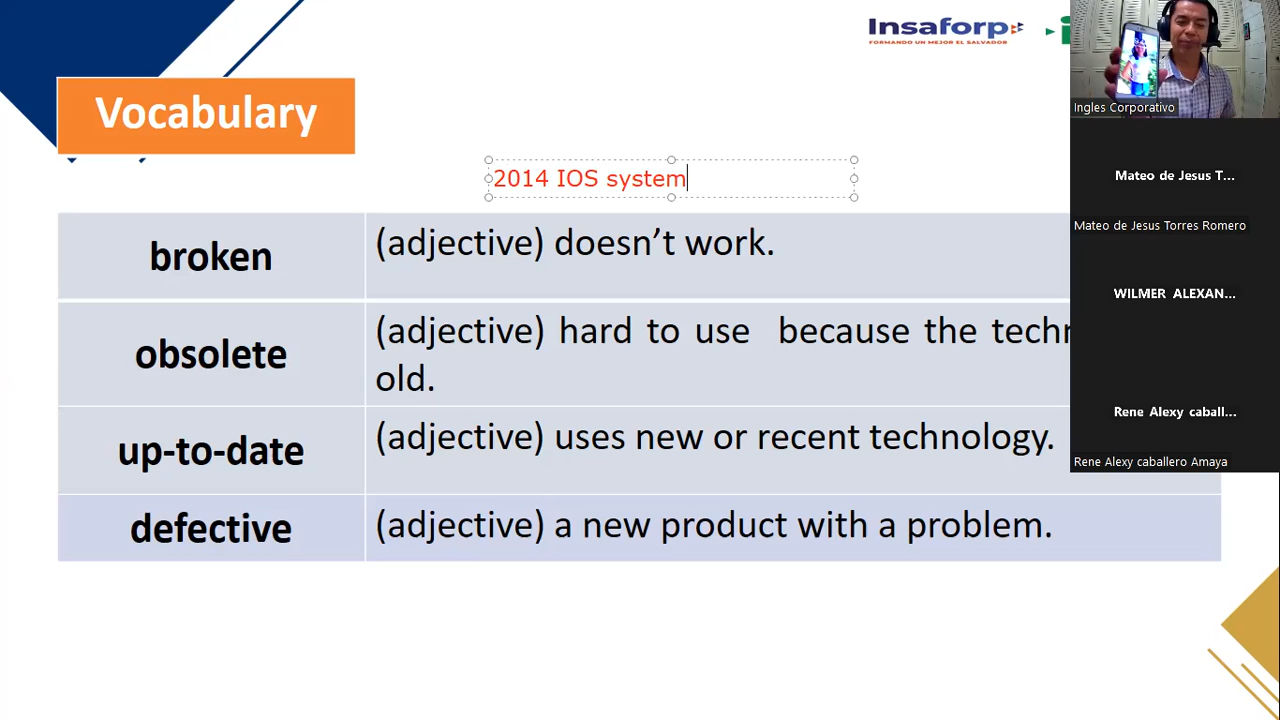 Insaforp
FORMANDO UN MEJOR EL SALVADOR
Vocabulary
2014 IOS system
broken
(adjective) doesn’t work.
obsolete
(adjective) hard to use because the techn
old.
up-to-date
(adjective) uses new or recent technology.
defective
(adjective) a new product with a problem.
Ingles Corporativo
Mateo de Jesus T...
Mateo de Jesus Torres Romero
WILMER ALEXAN...
Rene Alexy caball...
Rene Alexy caballero Amaya